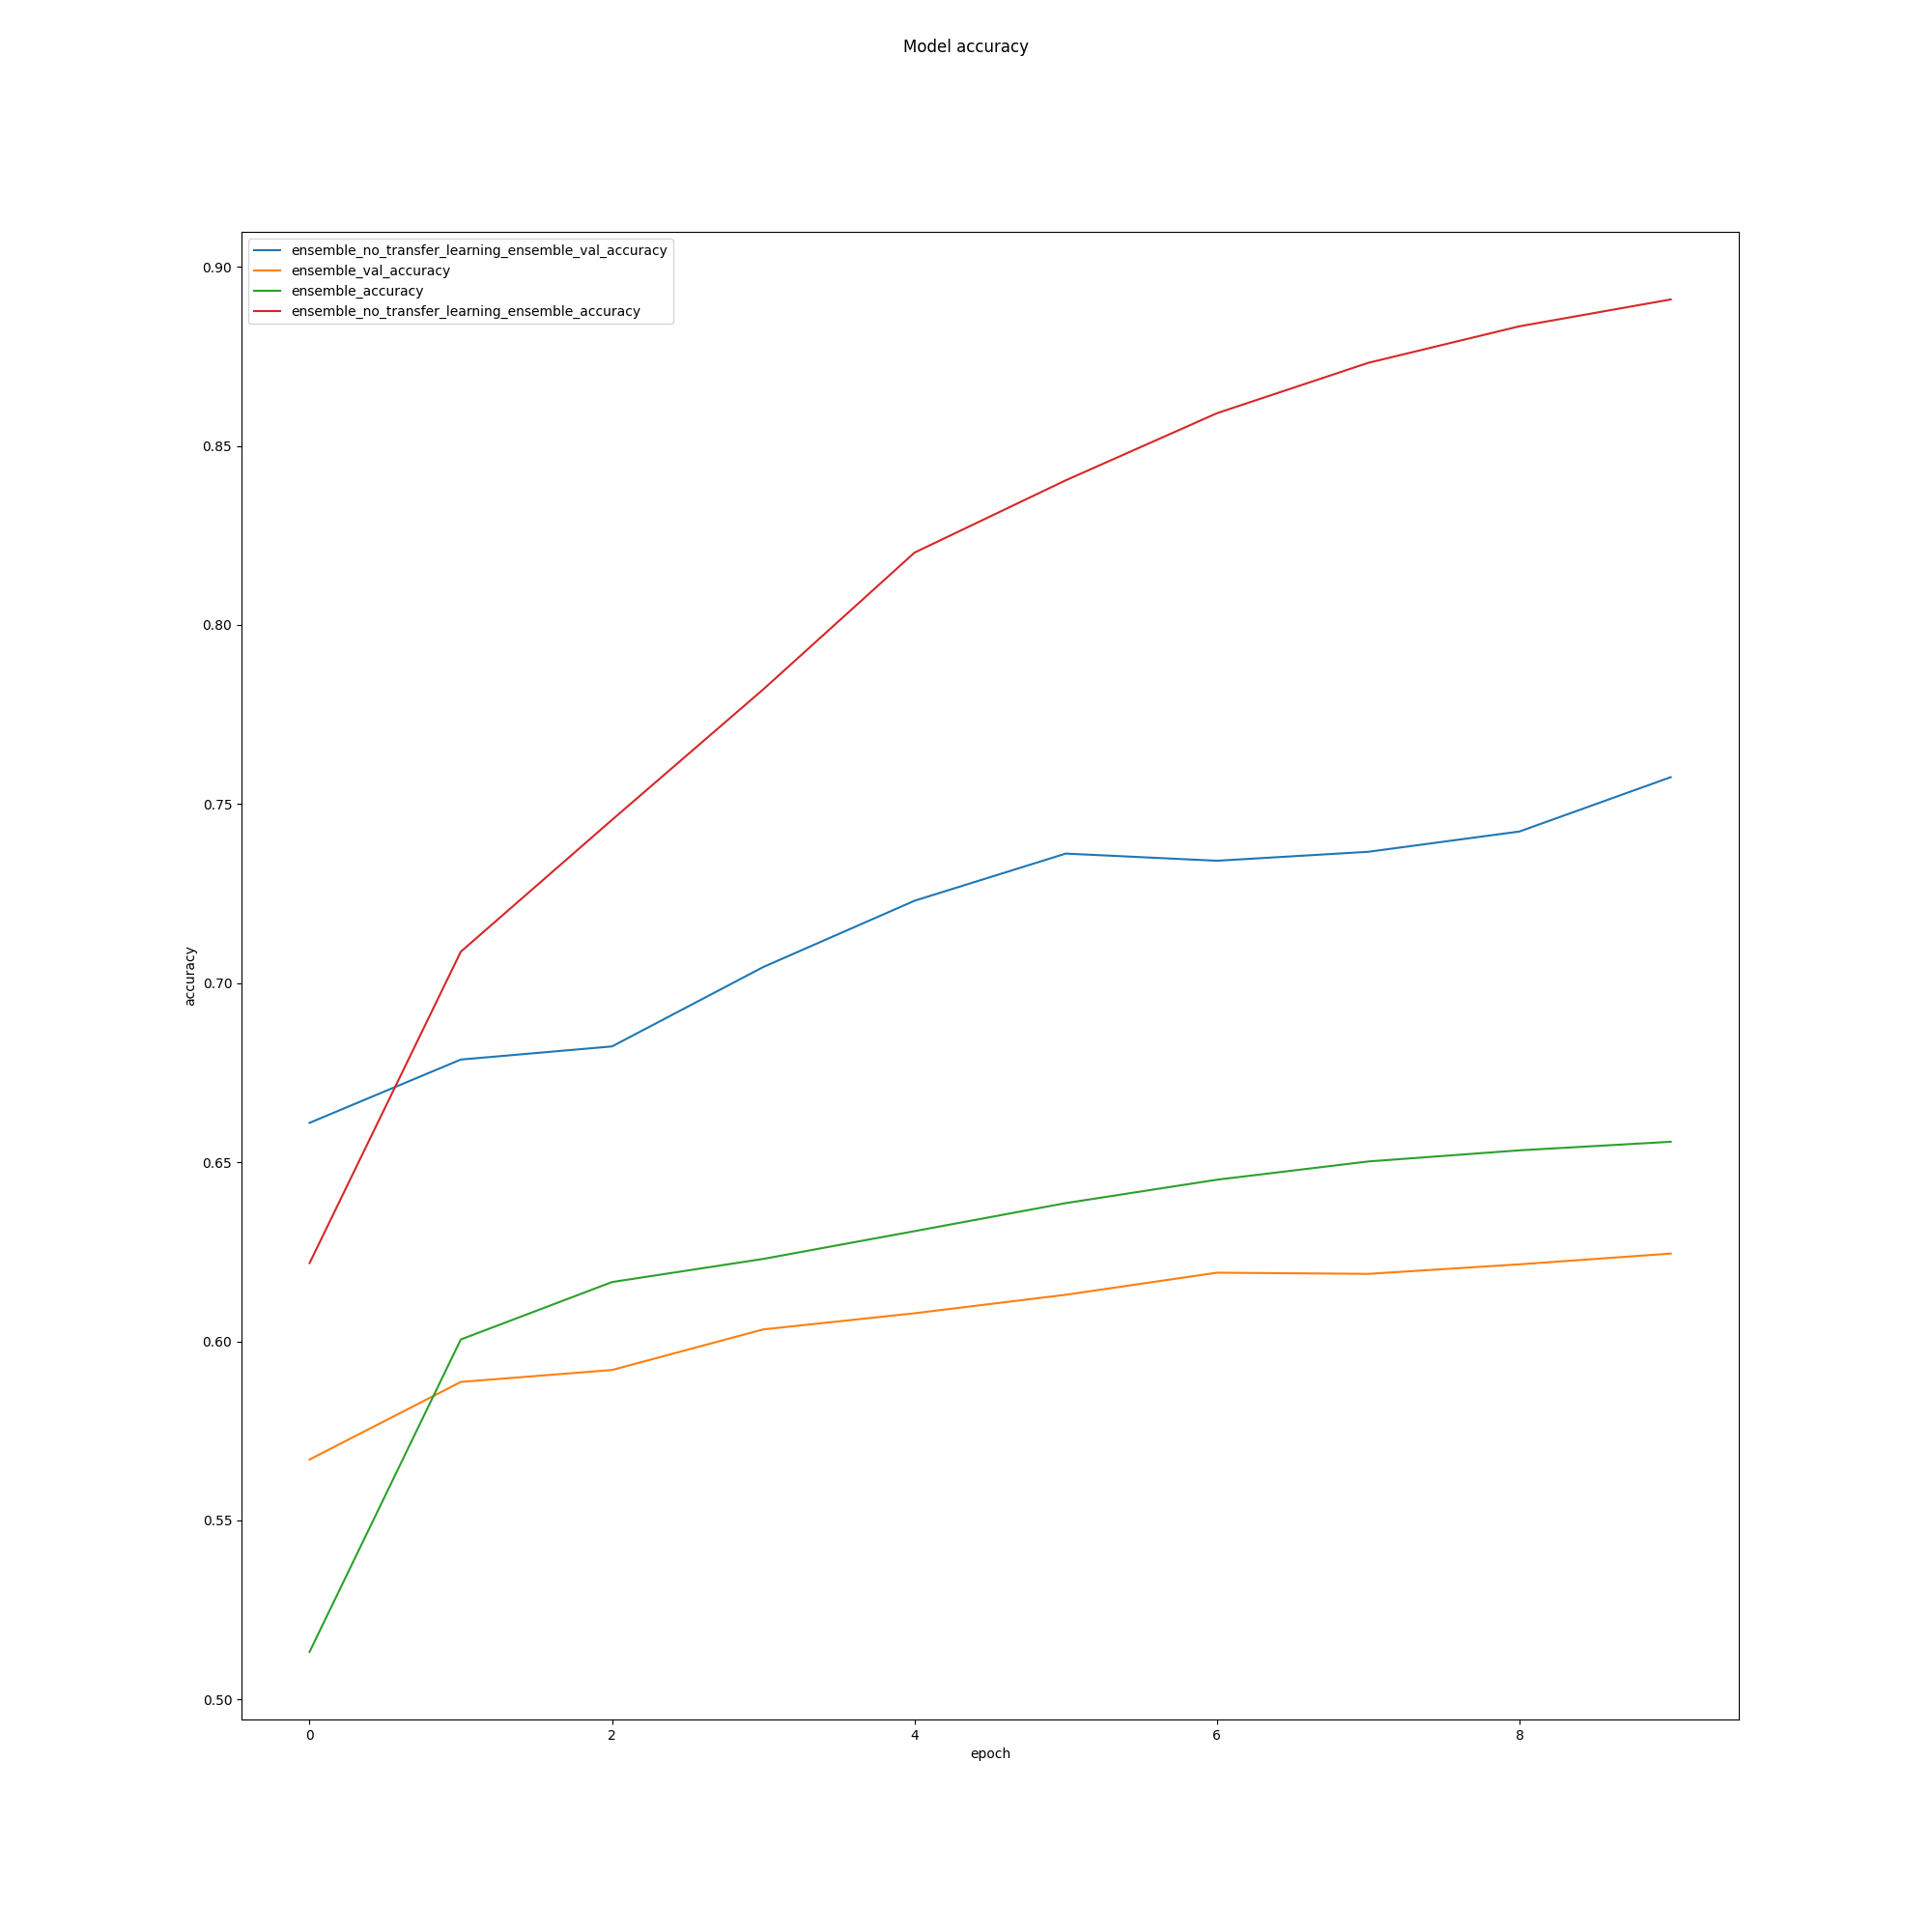 Model accuracy
ensemble_no_transfer_learning_ensemble_val_accuracy
ensemble_val_accuracy
ensemble_accuracy
ensemble_no_transfer_learning_ensemble_accuracy
0.90
0.85
0.80
0.75
0.70
0.65
0.60
0.55
0.50
accuracy
0 2 4 6 8
epoch